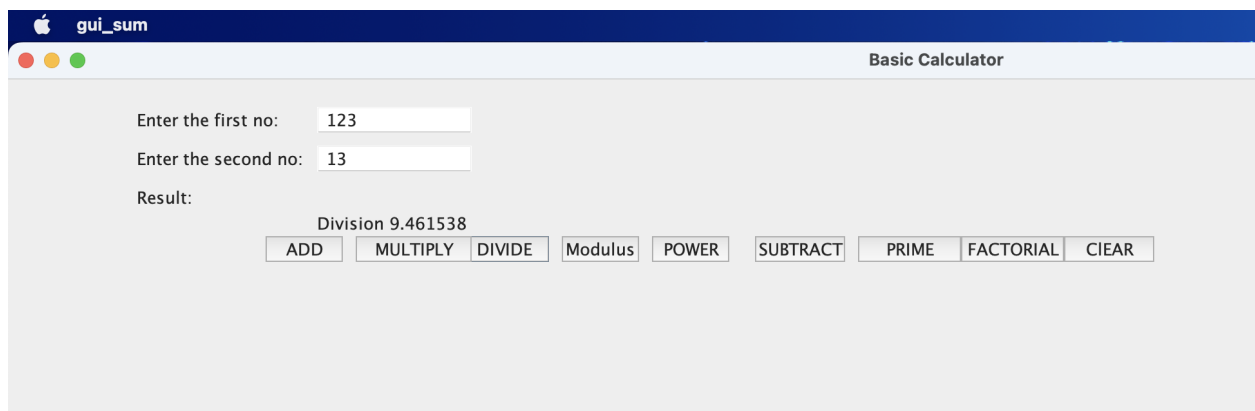 gui_sum
Basic Calculator
Enter the first no: 123
Enter the second no: 13
Result:
Division 9.461538
ADD MULTIPLY DIVIDE Modulus POWER SUBTRACT PRIME FACTORIAL ClEAR